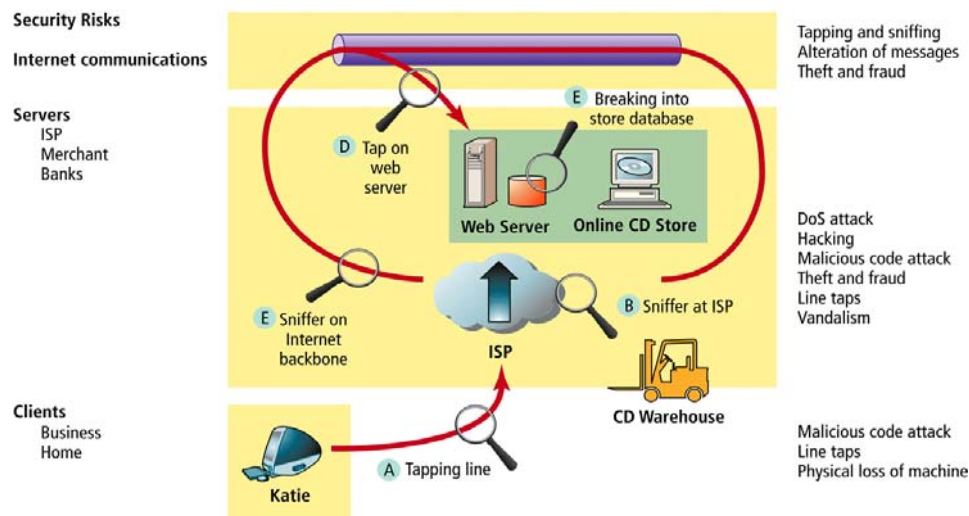 Security Risks
Internet communications
Tapping and sniffing
Alteration of messages
Theft and fraud
Servers
ISP
Merchant
Banks
D Tap on
web
server
E Breaking into
store database
Web Server
Online CD Store
DoS attack
Hacking
Malicious code attack
Theft and fraud
Line taps
Vandalism
E Sniffer on
Internet
backbone
B Sniffer at ISP
ISP
CD Warehouse
Clients
Business
Home
Katie
A Tapping line
Malicious code attack
Line taps
Physical loss of machine